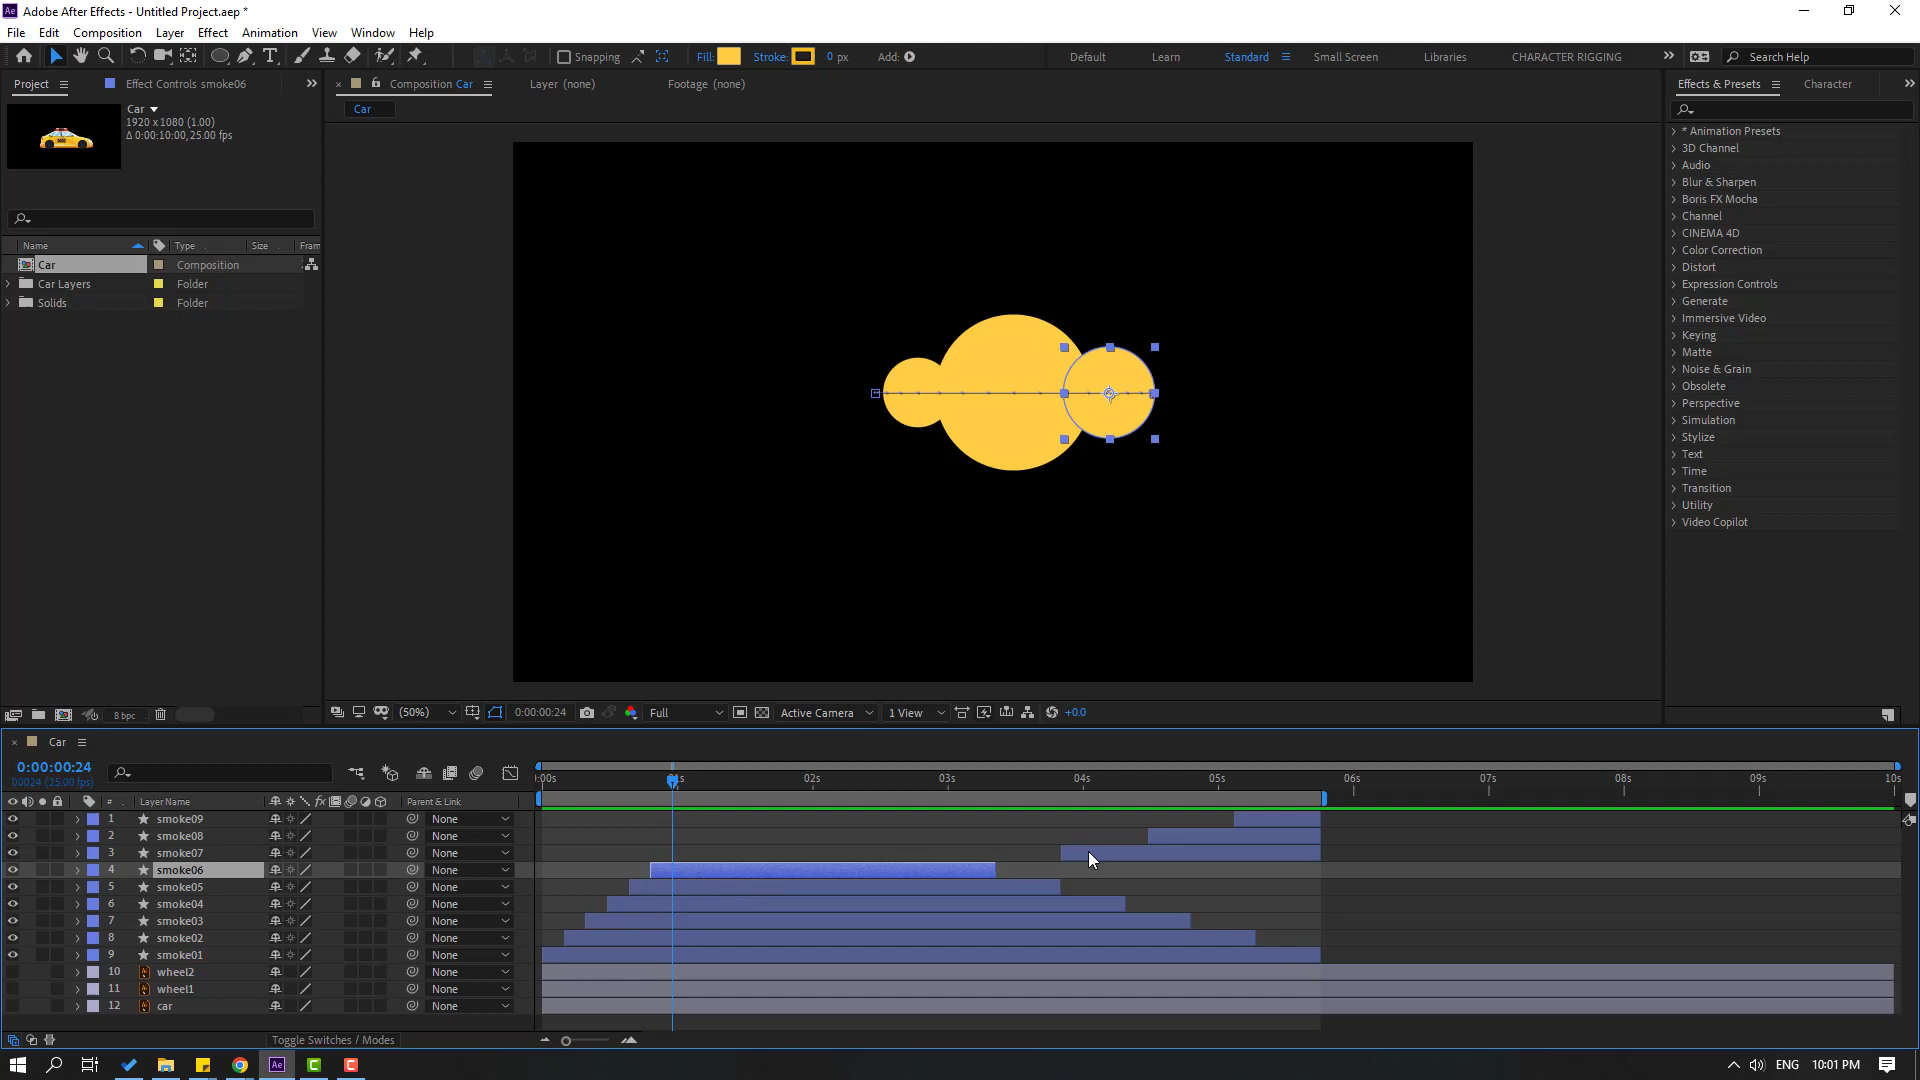 Adobe After Effects - Untitled Project.aep *
File Edit Composition Layer Effect Animation View Window Help
Snapping Fill: Stroke: 0 px Add: Default Learn Standard Small Screen Libraries CHARACTER RIGGING Search Help
Project Effect Controls smoke06 Composition Car Layer (none) Footage (none) Effects & Presets Character
Car
1920 x 1080 (1.00)
Δ 0:00:10:00, 25.00 fps
Car
* Animation Presets
3D Channel
Audio
Blur & Sharpen
Boris FX Mocha
Channel
CINEMA 4D
Color Correction
Distort
Expression Controls
Generate
Immersive Video
Keying
Matte
Noise & Grain
Obsolete
Perspective
Simulation
Stylize
Text
Time
Transition
Utility
Video Copilot
Name Type Size Fram
Car Composition
Car Layers Folder
Solids Folder
8 bpc
(50%) 0:00:00:24 Full Active Camera 1 View +0.0
Car
0:00:00:24
00024 (25.00 fps)
:00s 01s 02s 03s 04s 05s 06s 07s 08s 09s 10s
# Layer Name fx Parent & Link
1 smoke09 None
2 smoke08 None
3 smoke07 None
4 smoke06 None
5 smoke05 None
6 smoke04 None
7 smoke03 None
8 smoke02 None
9 smoke01 None
10 wheel2 None
11 wheel1 None
12 car None
Toggle Switches / Modes
ENG 10:01 PM